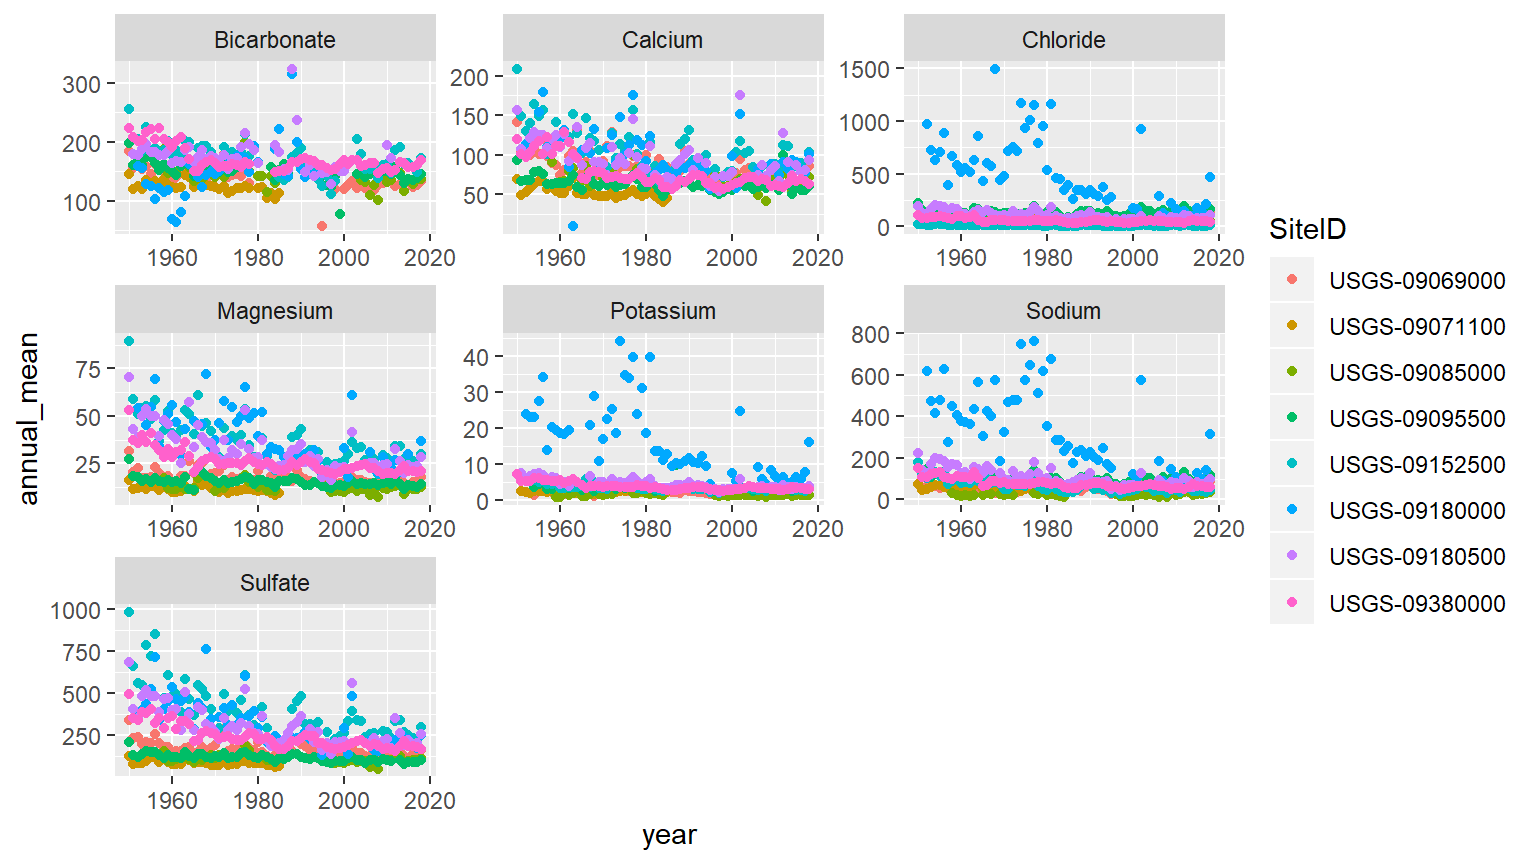 Bicarbonate
Calcium
Chloride
300
200
100
200
150
100
50
1500
1000
500
0
1960 1980 2000 2020
1960 1980 2000 2020
1960 1980 2000 2020
Magnesium
Potassium
Sodium
75
50
25
40
30
20
10
0
800
600
400
200
0
1960 1980 2000 2020
1960 1980 2000 2020
1960 1980 2000 2020
Sulfate
1000
750
500
250
1960 1980 2000 2020
annual_mean
year
SiteID
USGS-09069000
USGS-09071100
USGS-09085000
USGS-09095500
USGS-09152500
USGS-09180000
USGS-09180500
USGS-09380000